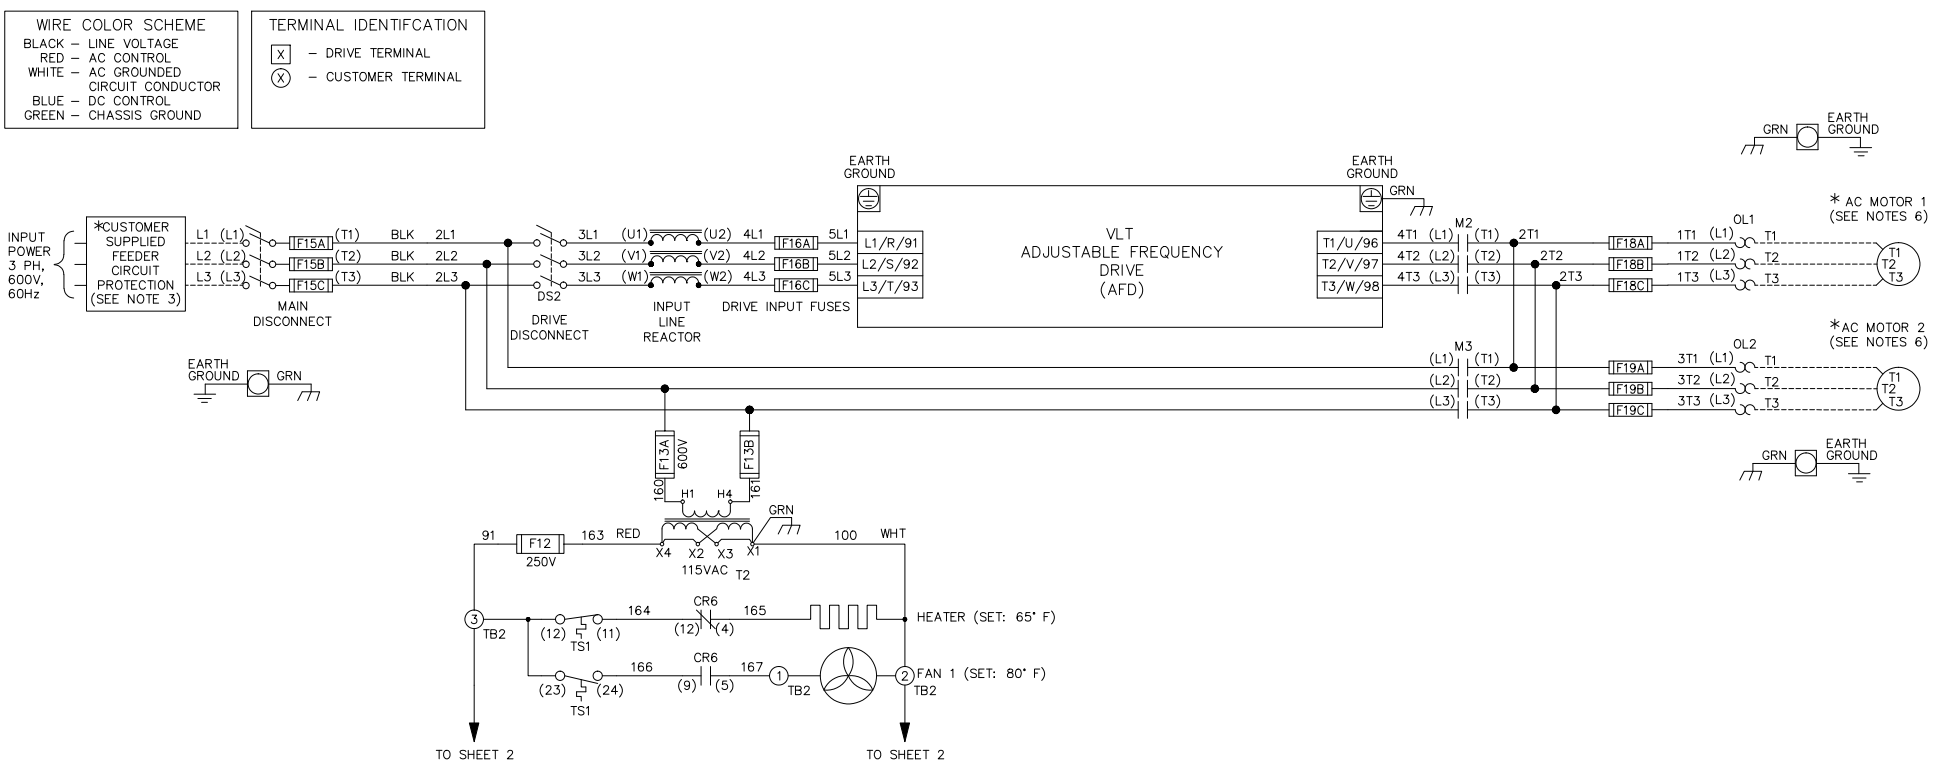 WIRE COLOR SCHEME
BLACK – LINE VOLTAGE
RED – AC CONTROL
WHITE – AC GROUNDED
CIRCUIT CONDUCTOR
BLUE – DC CONTROL
GREEN – CHASSIS GROUND
TERMINAL IDENTIFCATION
X – DRIVE TERMINAL
X – CUSTOMER TERMINAL
INPUT
POWER
3 PH,
600V,
60Hz
*CUSTOMER
SUPPLIED
FEEDER
CIRCUIT
PROTECTION
(SEE NOTE 3)
L1 (L1) F15A (T1) BLK 2L1
L2 (L2) F15B (T2) BLK 2L2
L3 (L3) F15C (T3) BLK 2L3
MAIN
DISCONNECT
3L1 (U1) (U2) 4L1 F16A 5L1
3L2 (V1) (V2) 4L2 F16B 5L2
3L3 (W1) (W2) 4L3 F16C 5L3
DS2
DRIVE
DISCONNECT
INPUT
LINE
REACTOR
DRIVE INPUT FUSES
EARTH
GROUND
L1/R/91
L2/S/92
L3/T/93
VLT
ADJUSTABLE FREQUENCY
DRIVE
(AFD)
EARTH
GROUND
GRN
T1/U/96
T2/V/97
T3/W/98
M2
4T1 (L1) (T1) 2T1 F18A 1T1 (L1) T1
4T2 (L2) (T2) 2T2 F18B 1T2 (L2) T2
4T3 (L3) (T3) 2T3 F18C 1T3 (L3) T3
OL1
GRN
EARTH
GROUND
* AC MOTOR 1
(SEE NOTES 6)
T1
T2
T3
M3
(L1) (T1) F19A 3T1 (L1) T1
(L2) (T2) F19B 3T2 (L2) T2
(L3) (T3) F19C 3T3 (L3) T3
OL2
*AC MOTOR 2
(SEE NOTES 6)
T1
T2
T3
GRN
EARTH
GROUND
EARTH
GROUND
GRN
F13A
600V
F13B
160
161
H1 H4
GRN
91 F12 163 RED
250V
X4 X2 X3 X1
100 WHT
115VAC T2
3
TB2
164 CR6 165
(12) (11) (12) (4)
TS1
HEATER (SET: 65° F)
166 CR6 167
(23) (24) (9) (5)
TS1
1
TB2
2
TB2
FAN 1 (SET: 80° F)
TO SHEET 2
TO SHEET 2